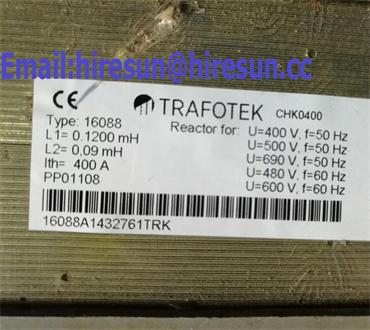 Email:hiresun@hiresun.cc
CE TRAFOTEK CHK0400
Type: 16088
L1= 0.1200 mH
L2= 0,09 mH
Ith= 400 A
PP01108
Reactor for:
U=400 V, f=50 Hz
U=500 V, f=50 Hz
U=690 V, f=50 Hz
U=480 V, f=60 Hz
U=600 V, f=60 Hz
16088A1432761TRK